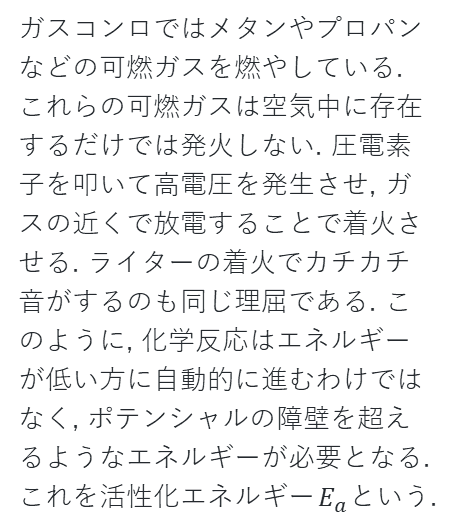 ガスコンロではメタンやプロパン
などの可燃ガスを燃やしている.
これらの可燃ガスは空気中に存在
するだけでは発火しない. 圧電素
子を叩いて高電圧を発生させ, ガ
スの近くで放電することで着火さ
せる. ライターの着火でカチカチ
音がするのも同じ理屈である. こ
のように, 化学反応はエネルギー
が低い方に自動的に進むわけでは
なく, ポテンシャルの障壁を超え
るようなエネルギーが必要となる.
これを活性化エネルギーE_aという.